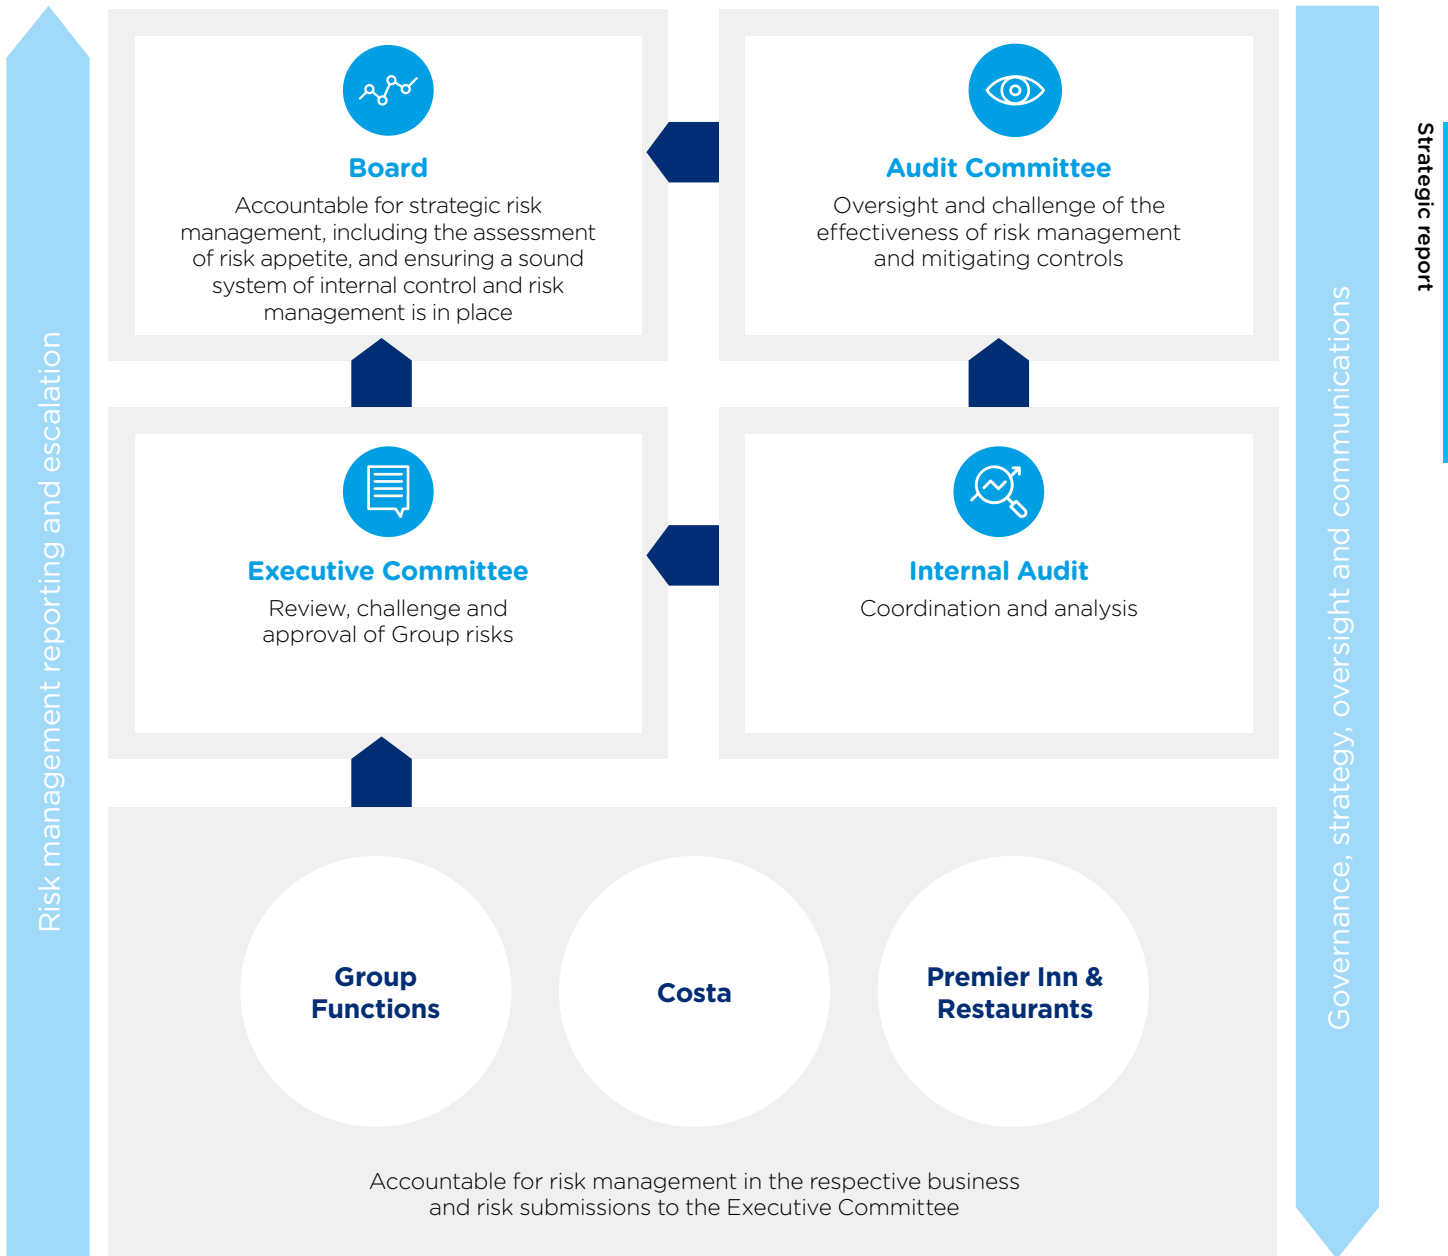 Board
Accountable for strategic risk
management, including the assessment
of risk appetite, and ensuring a sound
system of internal control and risk
management is in place
Audit Committee
Oversight and challenge of the
effectiveness of risk management
and mitigating controls
Executive Committee
Review, challenge and
approval of Group risks
Internal Audit
Coordination and analysis
Group
Functions
Costa
Premier Inn &
Restaurants
Accountable for risk management in the respective business
and risk submissions to the Executive Committee
Risk management reporting and escalation
Governance, strategy, oversight and communications
Strategic report